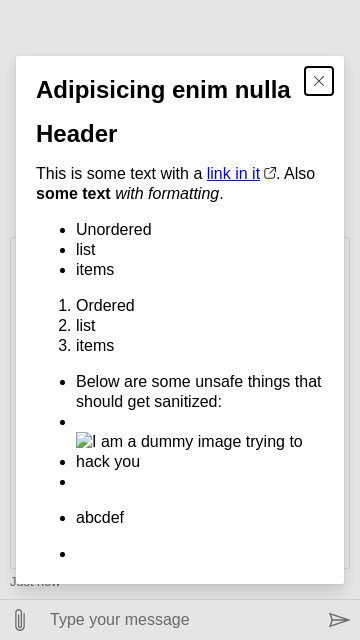 Adipisicing enim nulla
Header
This is some text with a link in it. Also
some text with formatting.
Unordered
list
items
1. Ordered
2. list
3. items
Below are some unsafe things that
should get sanitized:
I am a dummy image trying to
hack you
abcdef
Just now
Type your message